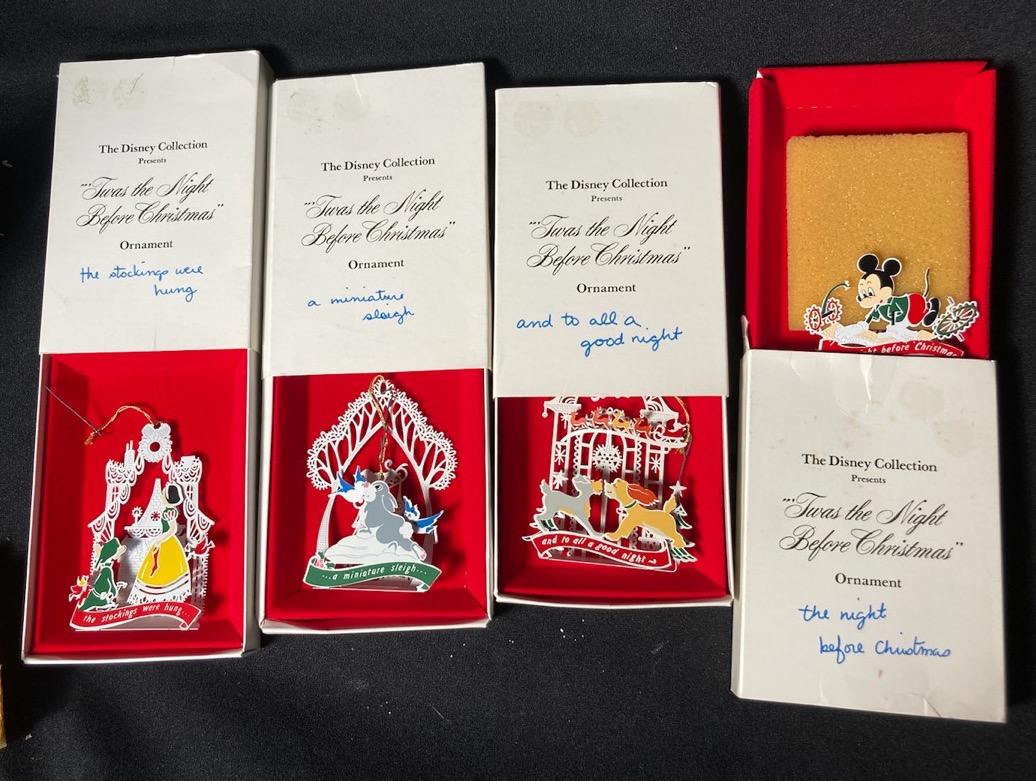 The Disney Collection
Presents
"'Twas the Night
Before Christmas"
Ornament
the stockings were
hung
the stockings were hung...
The Disney Collection
Presents
"'Twas the Night
Before Christmas"
Ornament
a miniature
sleigh
...a miniature sleigh...
The Disney Collection
Presents
"'Twas the Night
Before Christmas"
Ornament
and to all a
good night
and to all a good night
before Christmas
The Disney Collection
Presents
"'Twas the Night
Before Christmas"
Ornament
the night
before Christmas